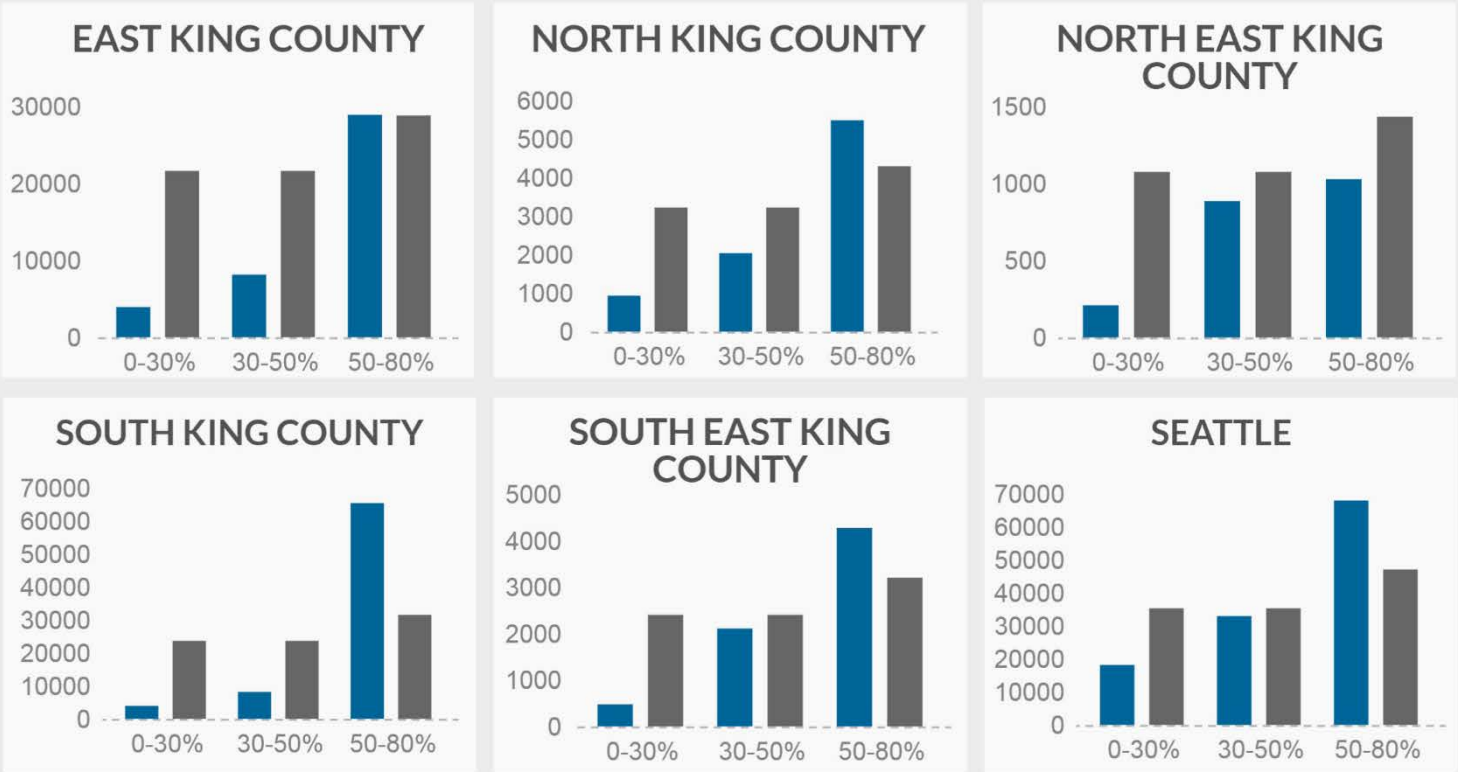 EAST KING COUNTY
30000
20000
10000
0
0-30% 30-50% 50-80%
NORTH KING COUNTY
6000
5000
4000
3000
2000
1000
0
0-30% 30-50% 50-80%
NORTH EAST KING
COUNTY
1500
1000
500
0
0-30% 30-50% 50-80%
SOUTH KING COUNTY
70000
60000
50000
40000
30000
20000
10000
0
0-30% 30-50% 50-80%
SOUTH EAST KING
COUNTY
5000
4000
3000
2000
1000
0
0-30% 30-50% 50-80%
SEATTLE
70000
60000
50000
40000
30000
20000
10000
0
0-30% 30-50% 50-80%